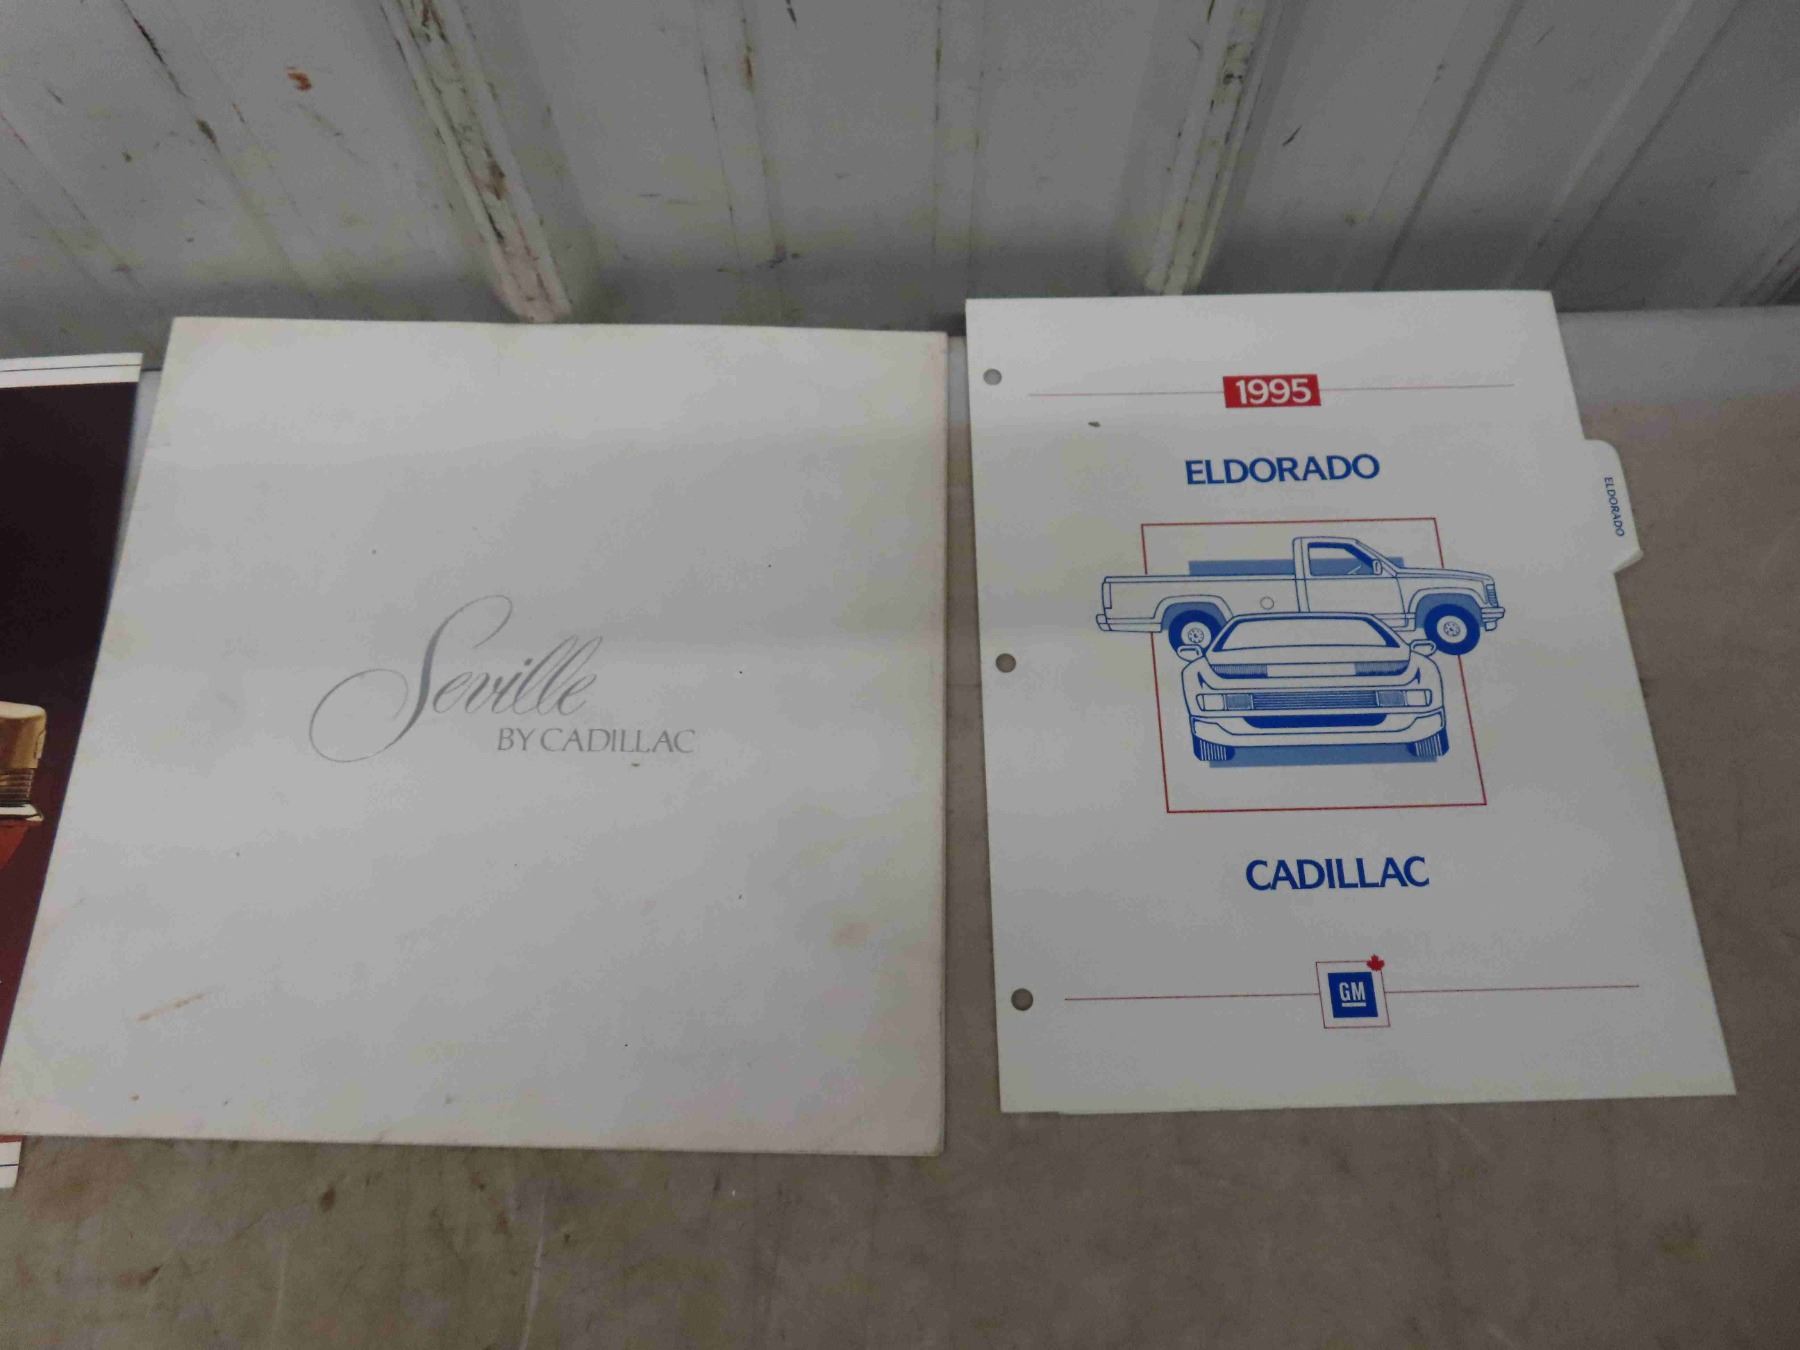 Seville
BY CADILLAC
1995
ELDORADO
ELDORADO
CADILLAC
GM